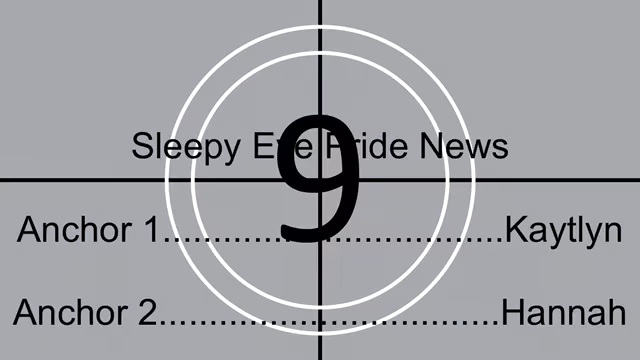 Sleepy Eye Pride News
9
Anchor 1..................................Kaytlyn
Anchor 2..................................Hannah